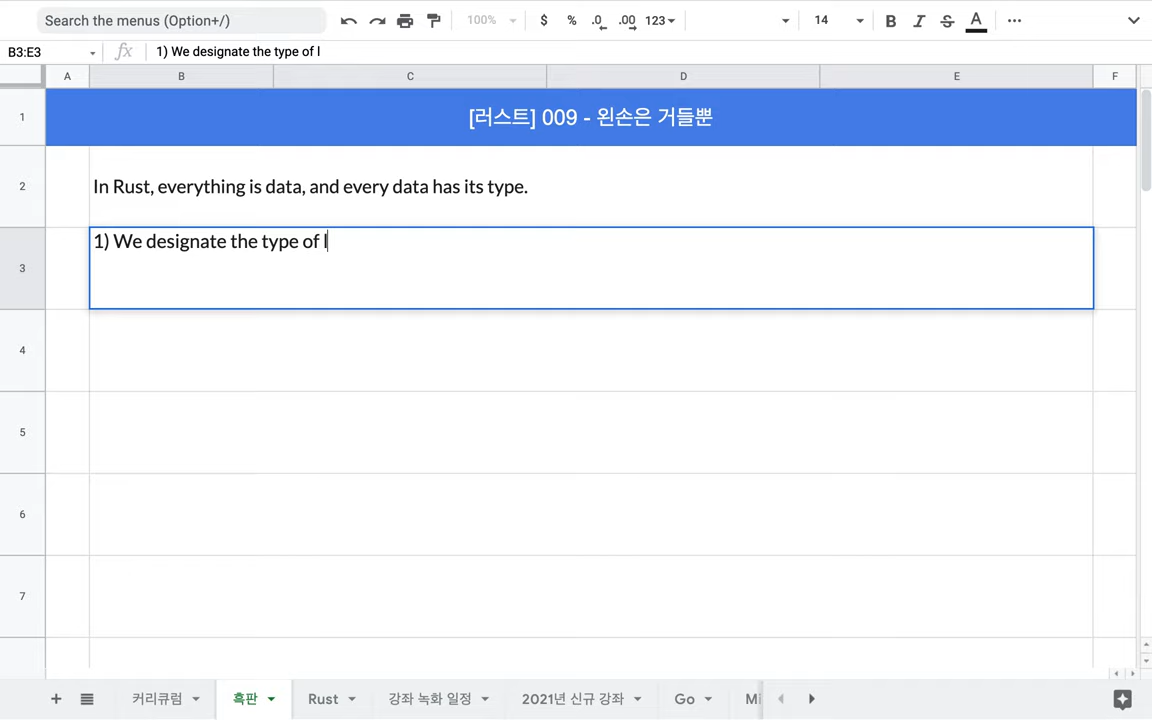 Search the menus (Option+/)
100%
$ % .0 .00 123
14
B I S A
B3:E3
fx
1) We designate the type of l
A B C D E F
1
[러스트] 009 - 왼손은 거들뿐
2
In Rust, everything is data, and every data has its type.
3
1) We designate the type of l
4
5
6
7
커리큘럼 흑판 Rust 강좌 녹화 일정 2021년 신규 강좌 Go Mi